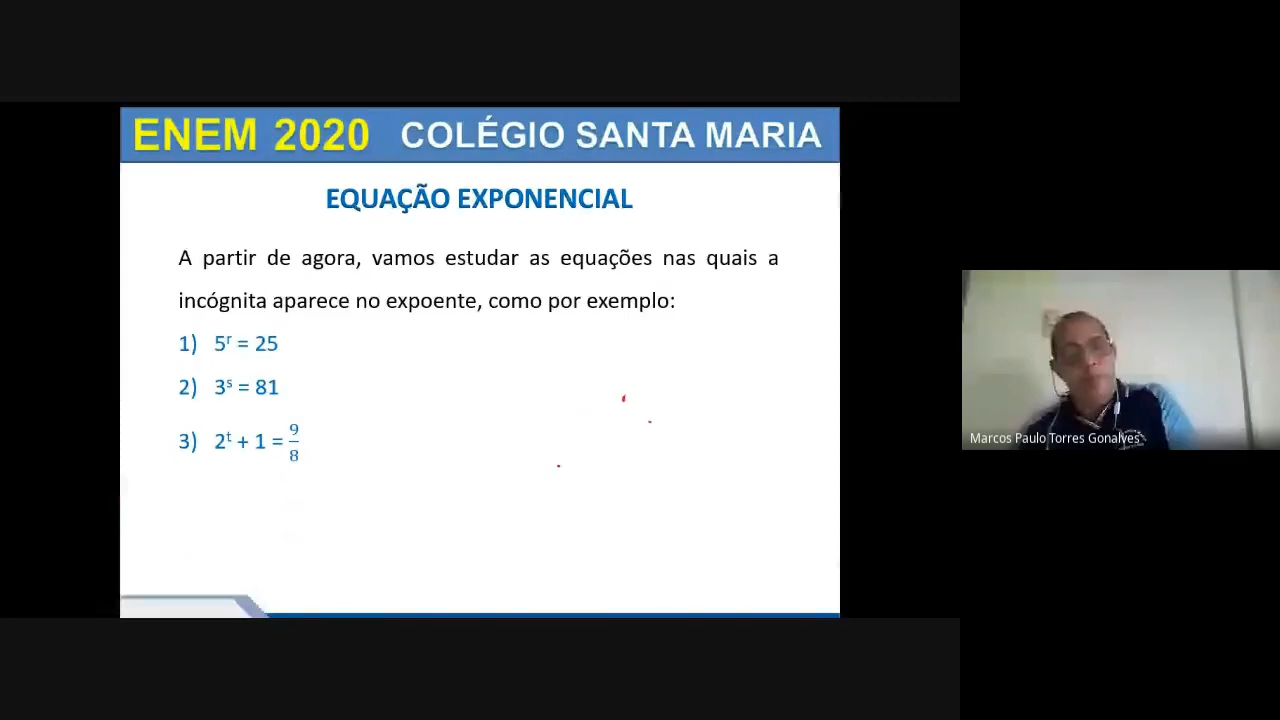 ENEM 2020 COLÉGIO SANTA MARIA
EQUAÇÃO EXPONENCIAL
A partir de agora, vamos estudar as equações nas quais a
incógnita aparece no expoente, como por exemplo:
1) 5ʳ = 25
2) 3ˢ = 81
3) 2ᵗ + 1 = 9/8
Marcos Paulo Torres Gonalves